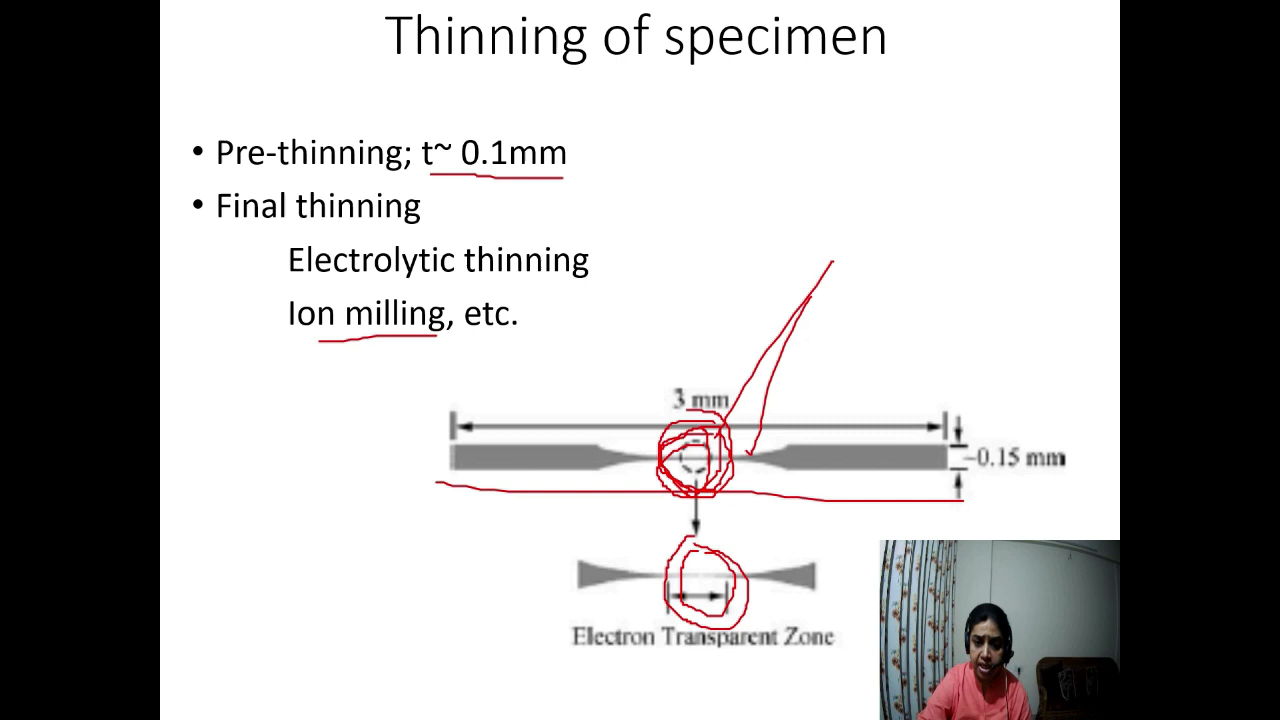 Thinning of specimen
• Pre-thinning; t~ 0.1mm
• Final thinning
Electrolytic thinning
Ion milling, etc.
3 mm
~0.15 mm
Electron Transparent Zone